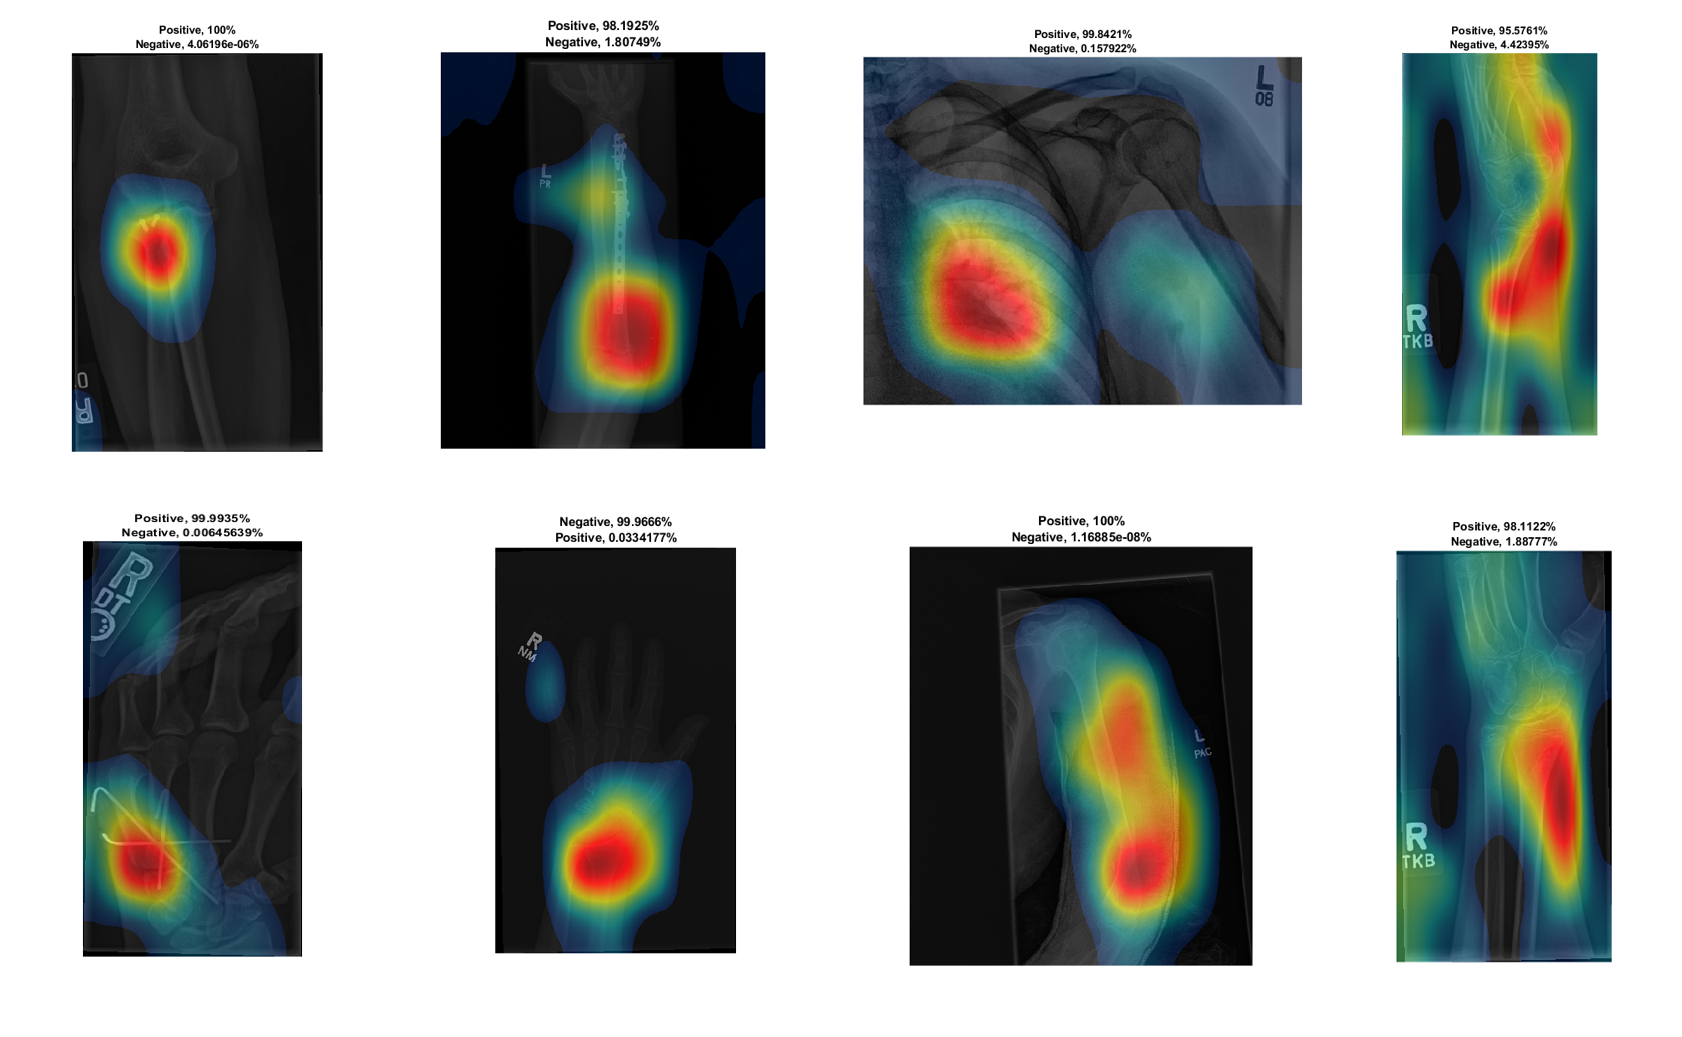 Positive, 100%
Negative, 4.06196e-06%
Positive, 98.1925%
Negative, 1.80749%
L
PR
Positive, 99.8421%
Negative, 0.157922%
L
08
Positive, 95.5761%
Negative, 4.42395%
R
TKB
Positive, 99.9935%
Negative, 0.00645639%
R
DT
Negative, 99.9666%
Positive, 0.0334177%
R
NM
Positive, 100%
Negative, 1.16885e-08%
L
PAC
Positive, 98.1122%
Negative, 1.88777%
R
TKB